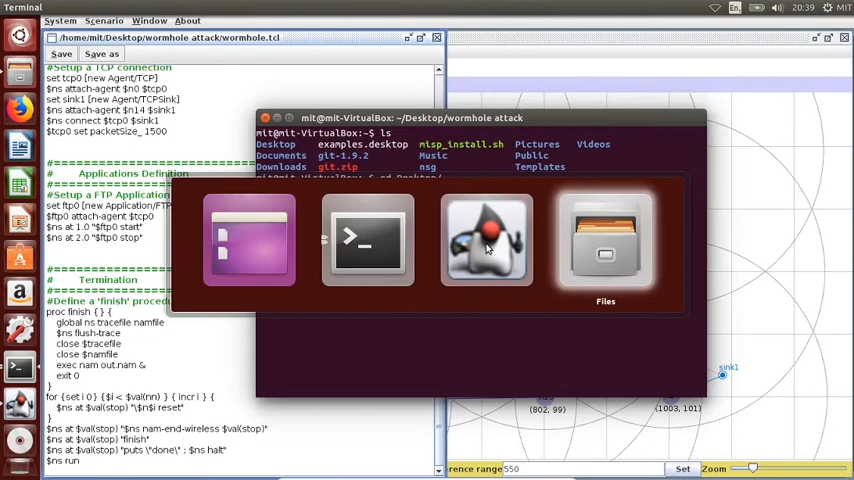 Terminal
En
20:39
MIT
System Scenario Window About
/home/mit/Desktop/wormhole attack/wormhole.tcl
Save Save as
#Setup a TCP connection
set tcp0 [new Agent/TCP]
$ns attach-agent $n0 $tcp0
set sink1 [new Agent/TCPSink]
$ns attach-agent $n14 $sink1
$ns connect $tcp0 $sink1
$tcp0 set packetSize_ 1500
# Applications Definition
#Setup a FTP Application
set ftp0 [new Application/FTP
$ftp0 attach-agent $tcp0
$ns at 1.0 "$ftp0 start"
$ns at 2.0 "$ftp0 stop"
# Termination
#Define a 'finish' procedu
proc finish {} {
global ns tracefile namfile
$ns flush-trace
close $tracefile
close $namfile
exec nam out.nam &
exit 0
}
for {set i 0} {$i < $val(nn) } { incr i } {
$ns at $val(stop) "\$n$i reset"
}
$ns at $val(stop) "$ns nam-end-wireless $val(stop)"
$ns at $val(stop) "finish"
$ns at $val(stop) "puts \"done\" ; $ns halt"
$ns run
mit@mit-VirtualBox: ~/Desktop/wormhole attack
mit@mit-VirtualBox:~$ ls
Desktop examples.desktop misp_install.sh Pictures Videos
Documents git-1.9.2 Music Public
Downloads git.zip nsg Templates
Files
sink1
(802, 99)
(1003, 101)
erence range 550 Set Zoom